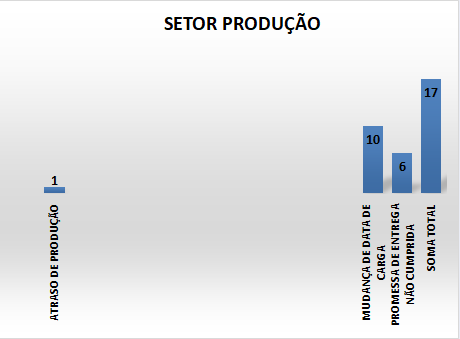 SETOR PRODUÇÃO
1
10
6
17
ATRASO DE PRODUÇÃO
MUDANÇA DE DATA DE
CARGA
PROMESSA DE ENTREGA
NÃO CUMPRIDA
SOMA TOTAL